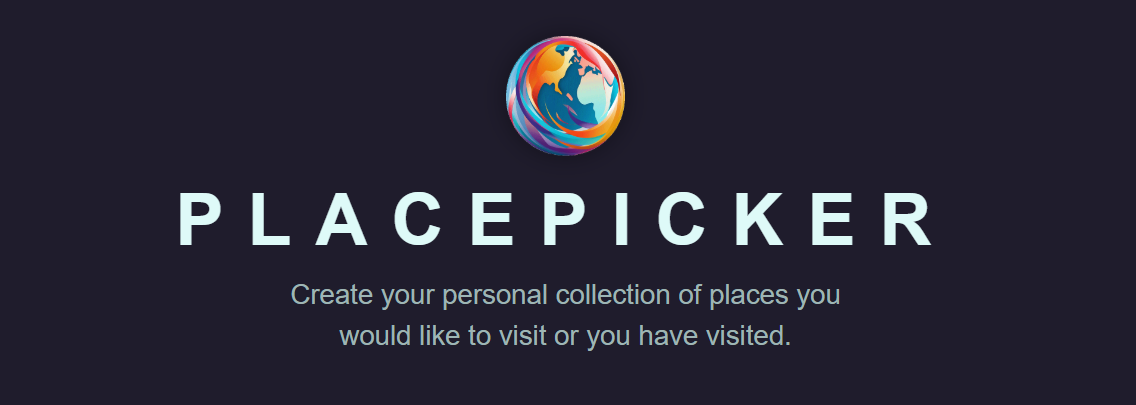 PLACEPICKER
Create your personal collection of places you
would like to visit or you have visited.